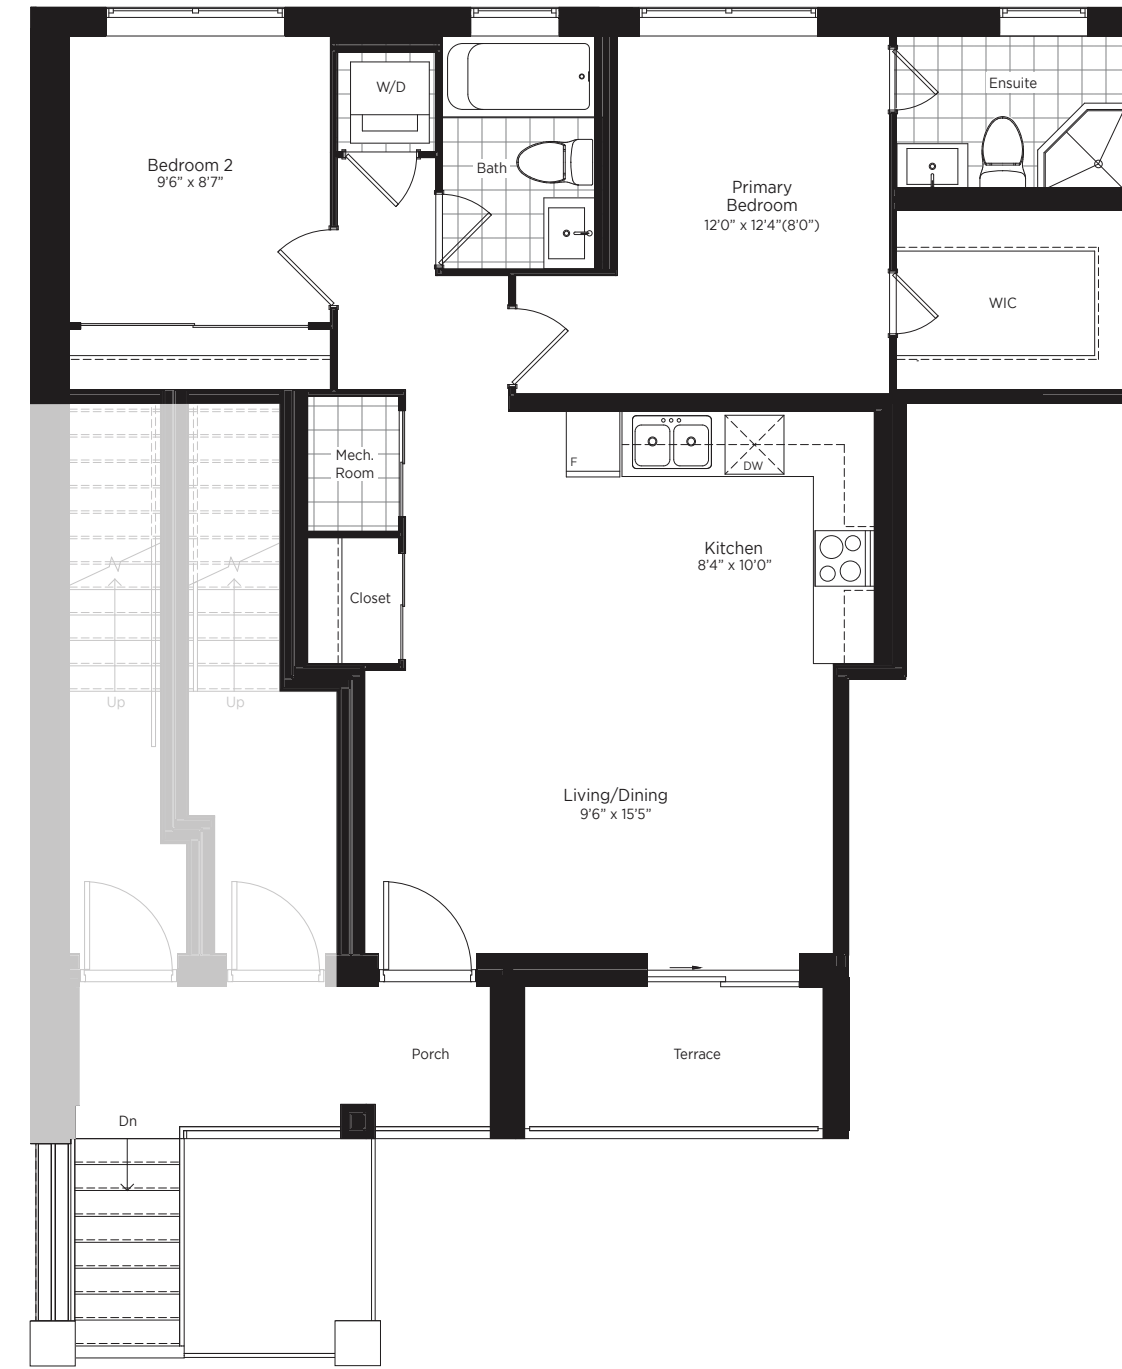 W/D
Ensuite
Bedroom 2
9’6” x 8’7”
Bath
Primary
Bedroom
12’0” x 12’4”(8’0”)
WIC
Mech.
Room
F
DW
Kitchen
8’4” x 10’0”
Closet
Up
Up
Living/Dining
9’6” x 15’5”
Porch
Terrace
Dn